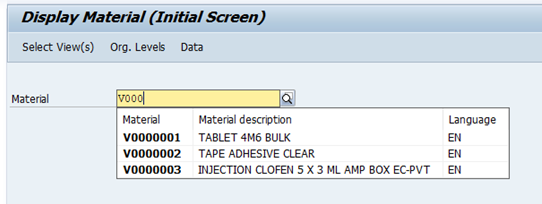 Display Material (Initial Screen)
Select View(s) Org. Levels Data
Material V000
Material Material description Language
V0000001 TABLET 4M6 BULK EN
V0000002 TAPE ADHESIVE CLEAR EN
V0000003 INJECTION CLOFEN 5 X 3 ML AMP BOX EC-PVT EN